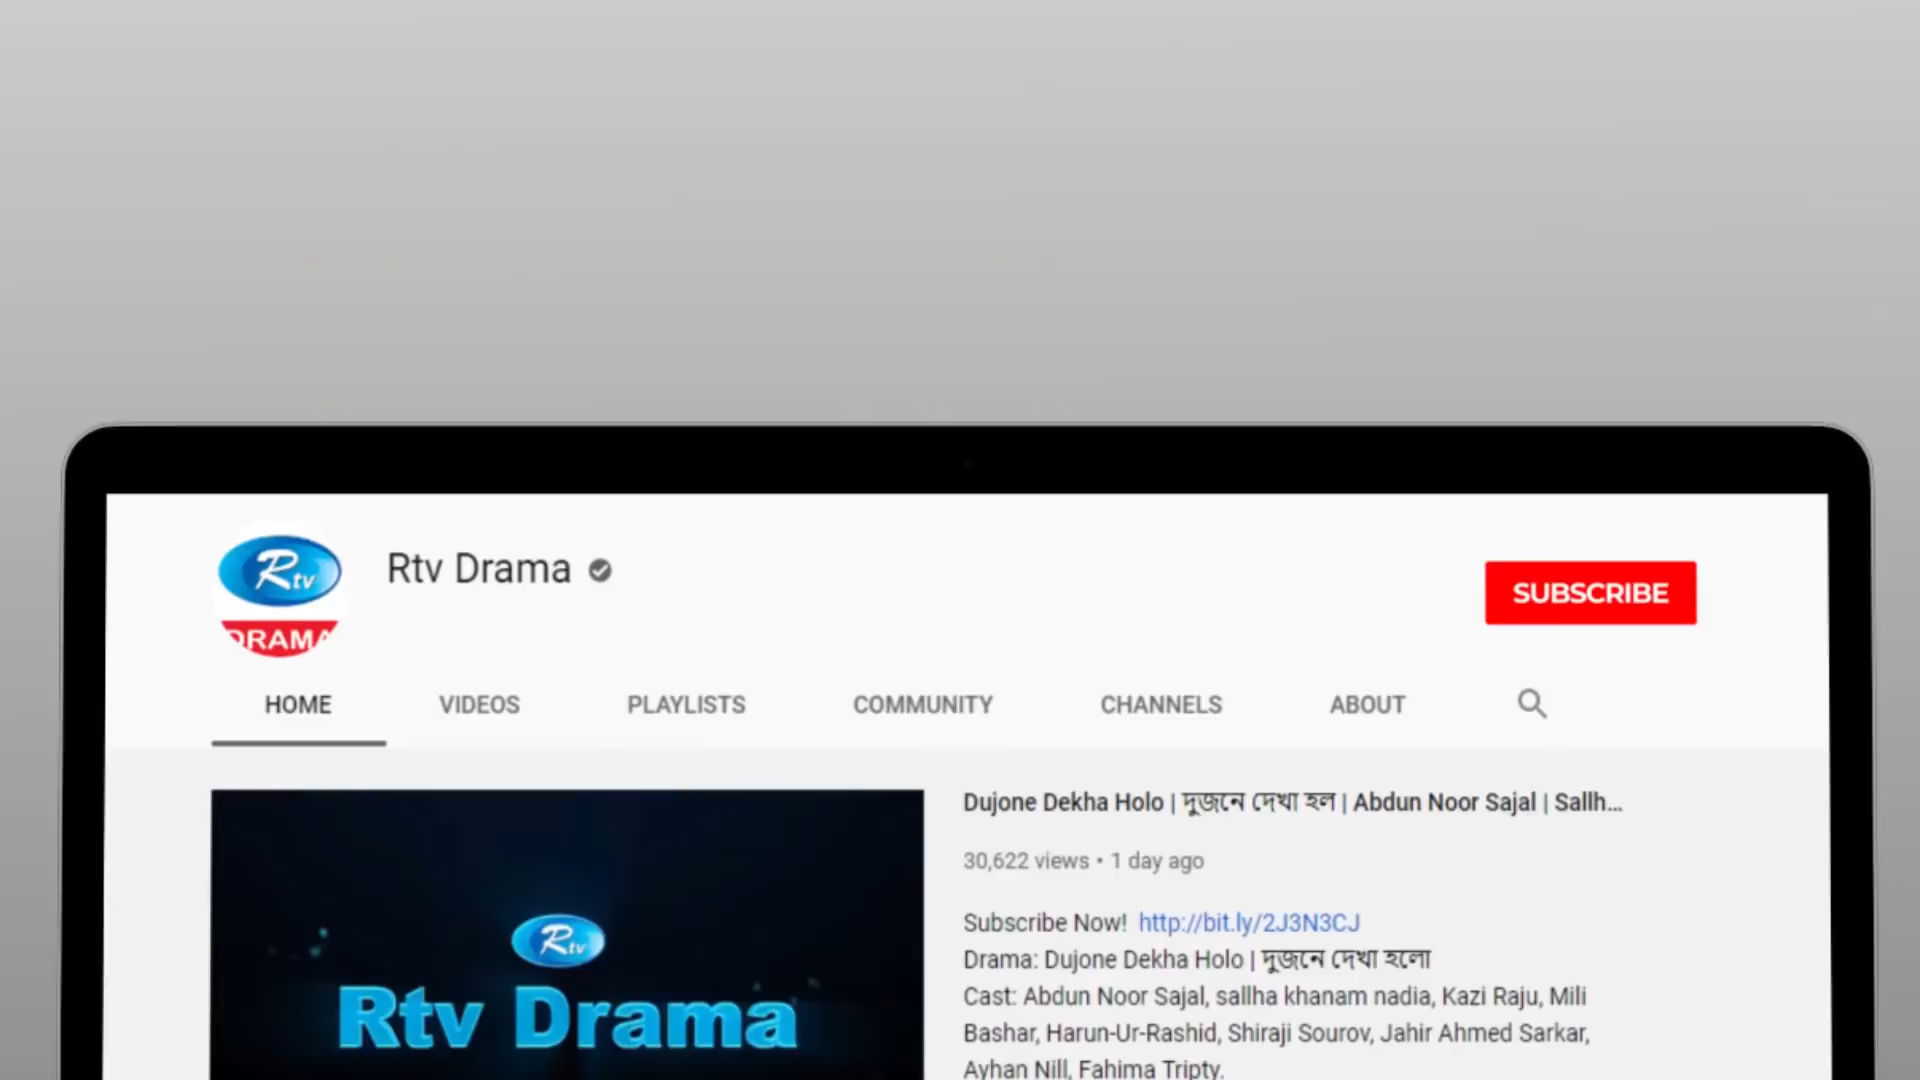 Rtv
DRAMA
Rtv Drama
SUBSCRIBE
HOME VIDEOS PLAYLISTS COMMUNITY CHANNELS ABOUT
Rtv
Rtv Drama
Dujone Dekha Holo | দুজনে দেখা হল | Abdun Noor Sajal | Sallh...
30,622 views • 1 day ago
Subscribe Now! http://bit.ly/2J3N3CJ
Drama: Dujone Dekha Holo | দুজনে দেখা হলো
Cast: Abdun Noor Sajal, sallha khanam nadia, Kazi Raju, Mili
Bashar, Harun-Ur-Rashid, Shiraji Sourov, Jahir Ahmed Sarkar,
Ayhan Nill, Fahima Tripty.